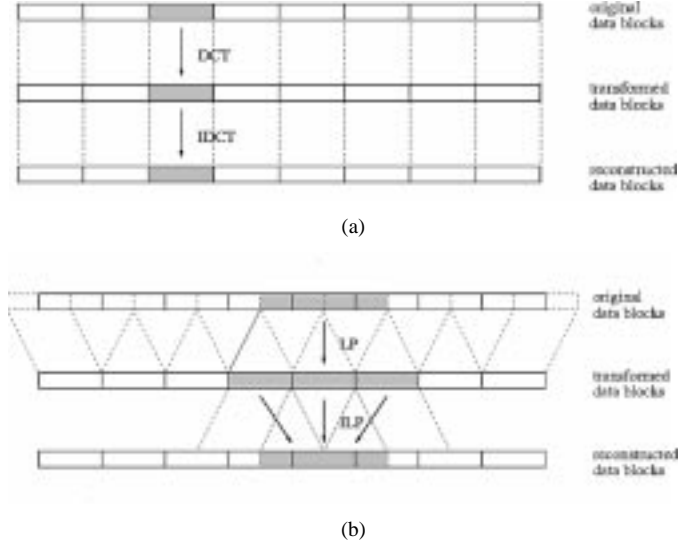 original
data blocks
DCT
transformed
data blocks
IDCT
reconstructed
data blocks
(a)
original
data blocks
LP
transformed
data blocks
ILP
reconstructed
data blocks
(b)